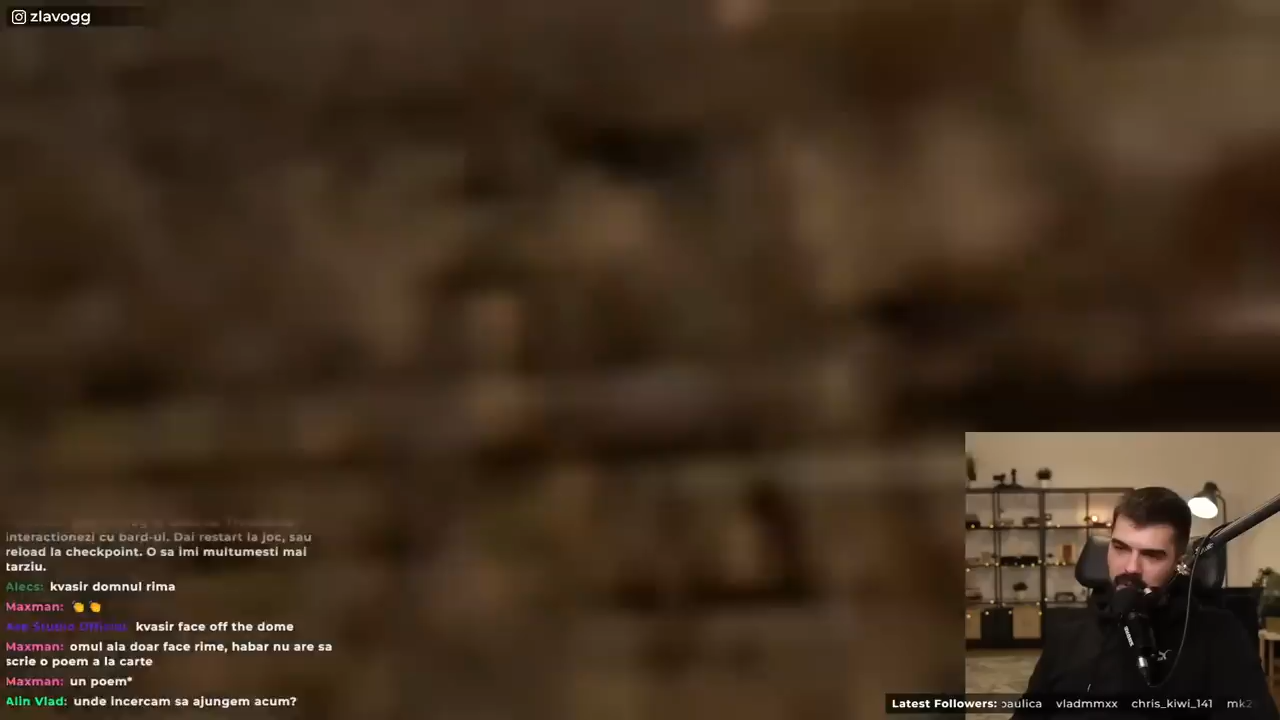 zlavogg
interactionezi cu bard-ul. Dai restart la joc, sau
reload la checkpoint. O sa imi multumesti mai
tarziu.
Alecs: kvasir domnul rima
Maxman: 👏 👏
kvasir face off the dome
Maxman: omul ala doar face rime, habar nu are sa
scrie o poem a la carte
Maxman: un poem*
Alin Vlad: unde incercam sa ajungem acum?
Latest Followers: paulica vladmmxx chris_kiwi_141 mk2